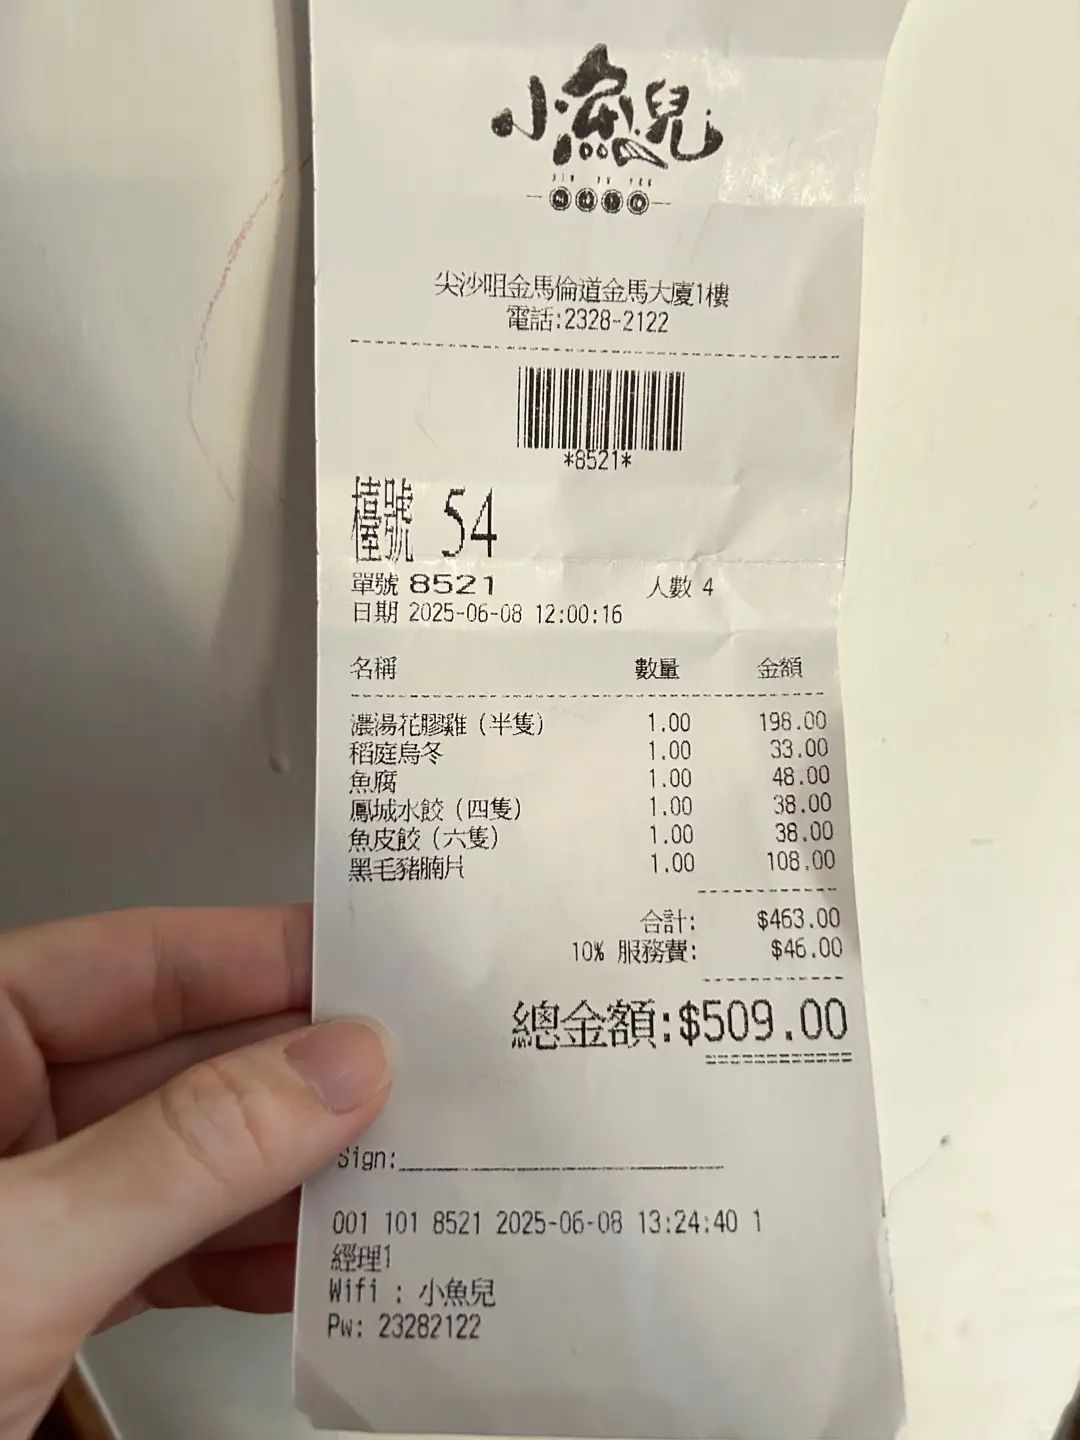 小魚兒
尖沙咀金馬倫道金馬大廈1樓
電話:2328-2122
*8521*
檯號 54
單號 8521 人數 4
日期 2025-06-08 12:00:16
名稱 數量 金額
濃湯花膠雞（半隻） 1.00 198.00
稻庭烏冬 1.00 33.00
魚腐 1.00 48.00
鳳城水餃（四隻） 1.00 38.00
魚皮餃（六隻） 1.00 38.00
黑毛豬腩片 1.00 108.00
合計: $463.00
10% 服務費: $46.00
總金額:$509.00
Sign:
001 101 8521 2025-06-08 13:24:40 1
經理1
Wifi : 小魚兒
Pw: 23282122